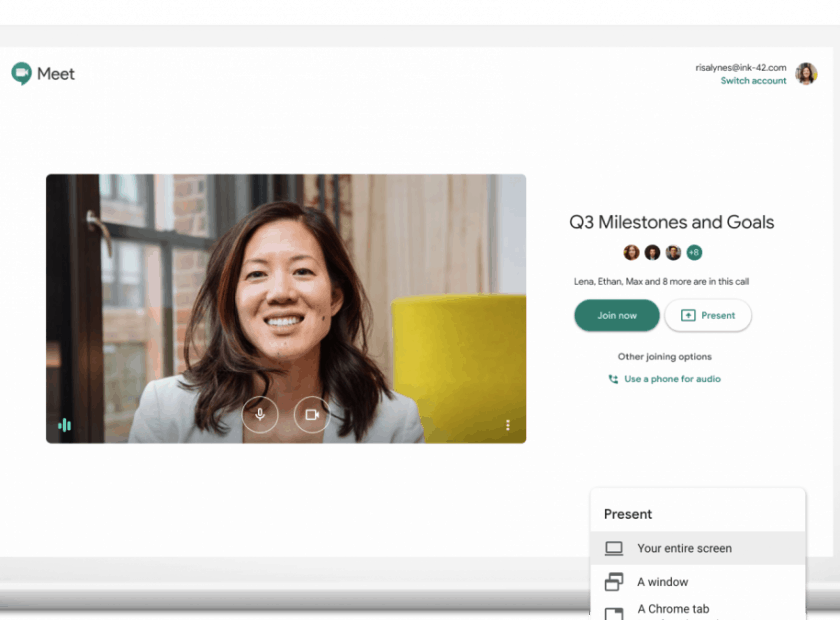 Meet
risalynes@ink-42.com
Switch account
Q3 Milestones and Goals
+8
Lena, Ethan, Max and 8 more are in this call
Join now
Present
Other joining options
Use a phone for audio
Present
Your entire screen
A window
A Chrome tab